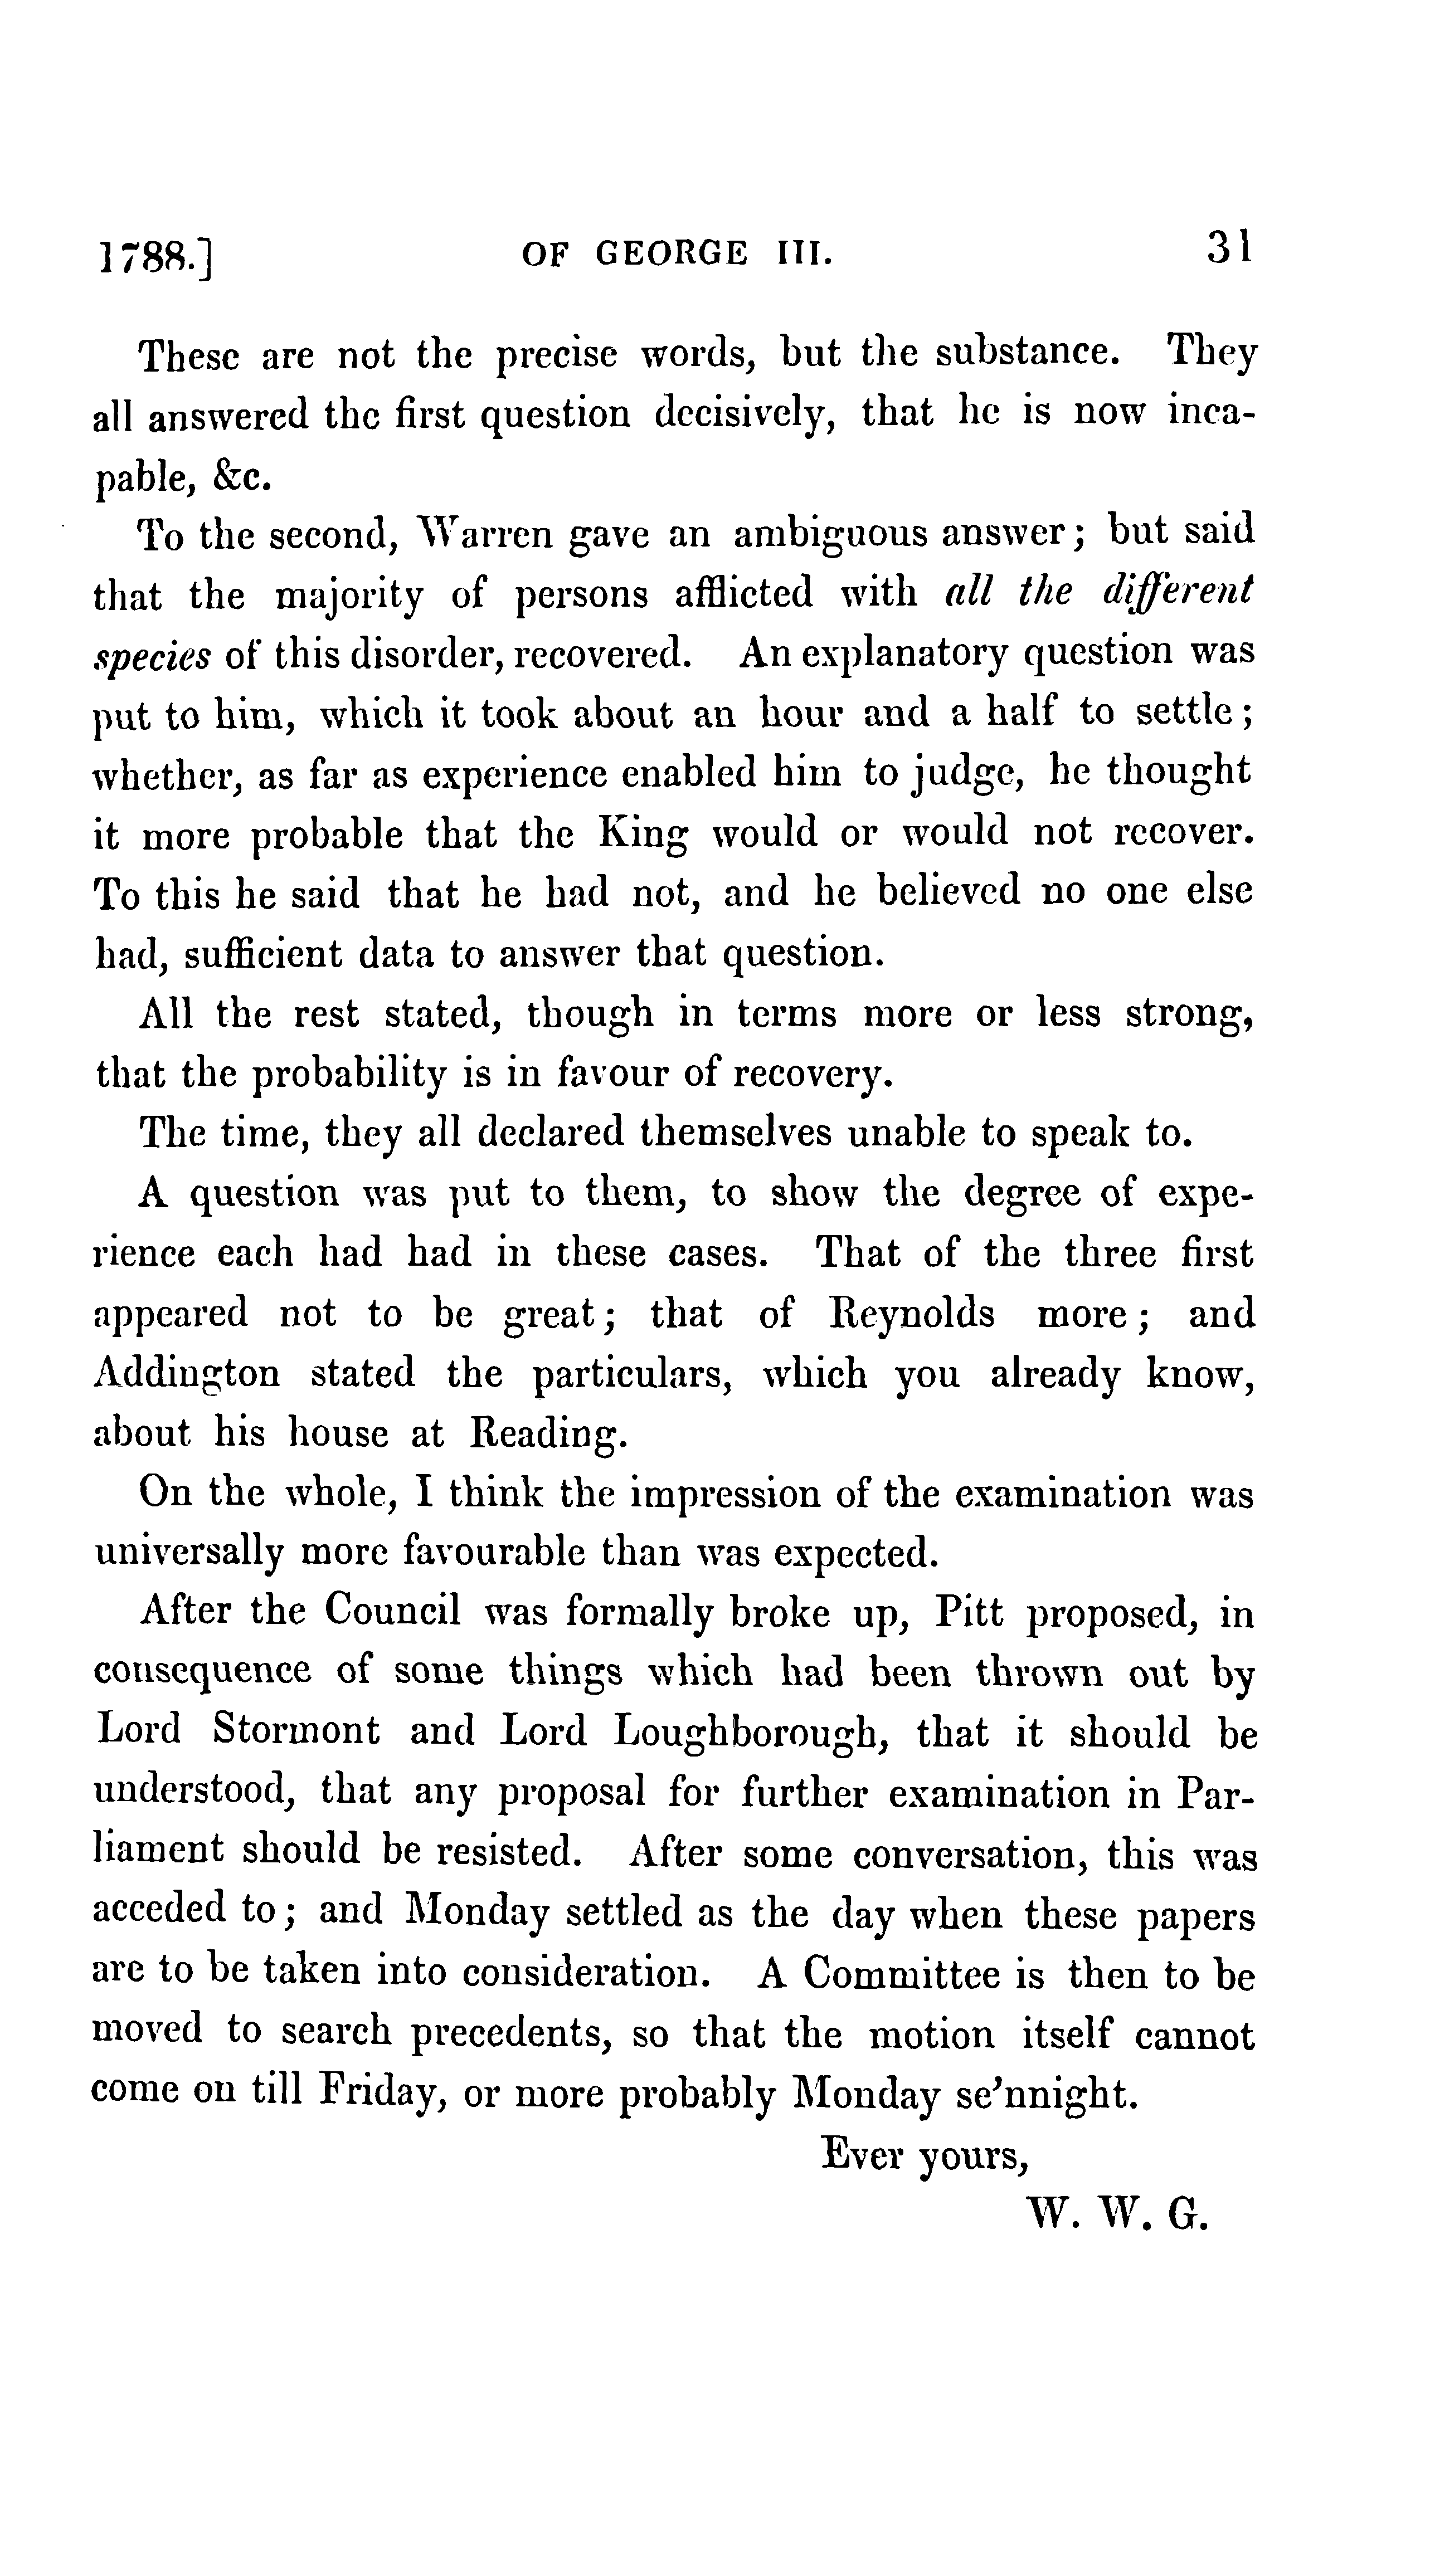 1788.] OF GEORGE III. 31
These are not the precise words, but the substance. They
all answered the first question decisively, that he is now inca-
pable, &c.
To the second, Warren gave an ambiguous answer; but said
that the majority of persons afflicted with all the different
species of this disorder, recovered. An explanatory question was
put to him, which it took about an hour and a half to settle;
whether, as far as experience enabled him to judge, he thought
it more probable that the King would or would not recover.
To this he said that he had not, and he believed no one else
had, sufficient data to answer that question.
All the rest stated, though in terms more or less strong,
that the probability is in favour of recovery.
The time, they all declared themselves unable to speak to.
A question was put to them, to show the degree of expe-
rience each had had in these cases. That of the three first
appeared not to be great; that of Reynolds more; and
Addington stated the particulars, which you already know,
about his house at Reading.
On the whole, I think the impression of the examination was
universally more favourable than was expected.
After the Council was formally broke up, Pitt proposed, in
consequence of some things which had been thrown out by
Lord Stormont and Lord Loughborough, that it should be
understood, that any proposal for further examination in Par-
liament should be resisted. After some conversation, this was
acceded to; and Monday settled as the day when these papers
are to be taken into consideration. A Committee is then to be
moved to search precedents, so that the motion itself cannot
come on till Friday, or more probably Monday se'nnight.
Ever yours,
W. W. G.